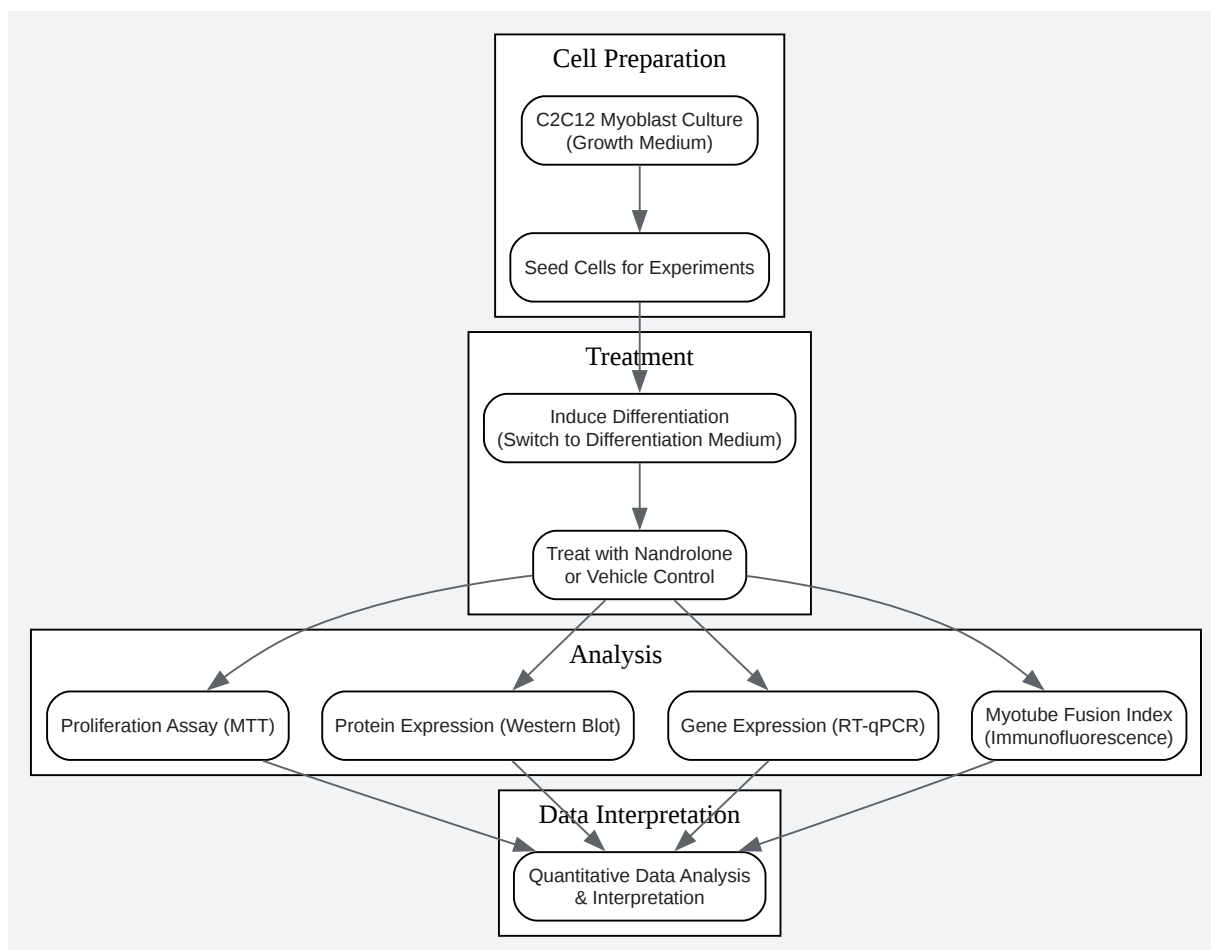 Cell Preparation
C2C12 Myoblast Culture
(Growth Medium)
Seed Cells for Experiments
Treatment
Induce Differentiation
(Switch to Differentiation Medium)
Treat with Nandrolone
or Vehicle Control
Analysis
Proliferation Assay (MTT)
Protein Expression (Western Blot)
Gene Expression (RT-qPCR)
Myotube Fusion Index
(Immunofluorescence)
Data Interpretation
Quantitative Data Analysis
& Interpretation